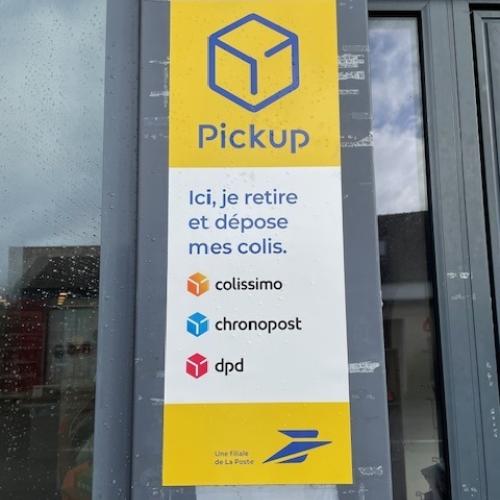 Pickup
Ici, je retire
et dépose
mes colis.
colissimo
chronopost
dpd
Une filiale
de La Poste